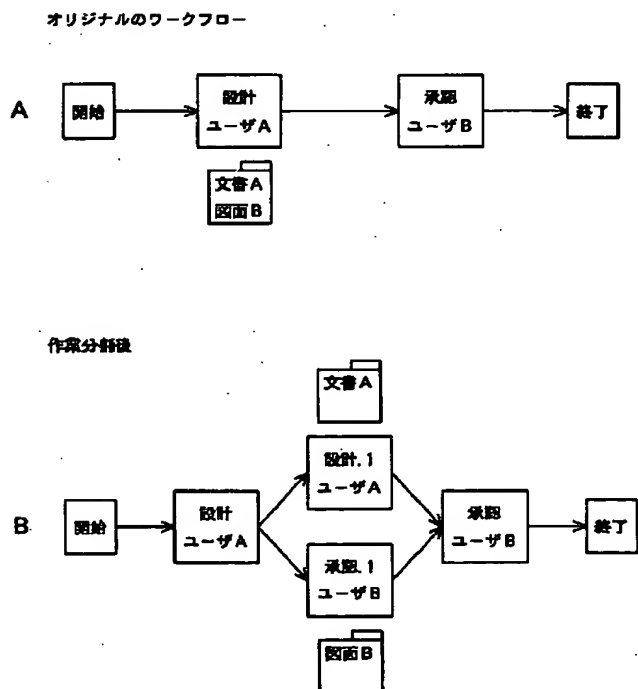 オリジナルのワークフロー
A
開始
設計
ユーザA
承認
ユーザB
終了
文書A
図面B
作業分解後
文書A
設計.1
ユーザA
B
開始
設計
ユーザA
承認
ユーザB
終了
承認.1
ユーザB
図面B